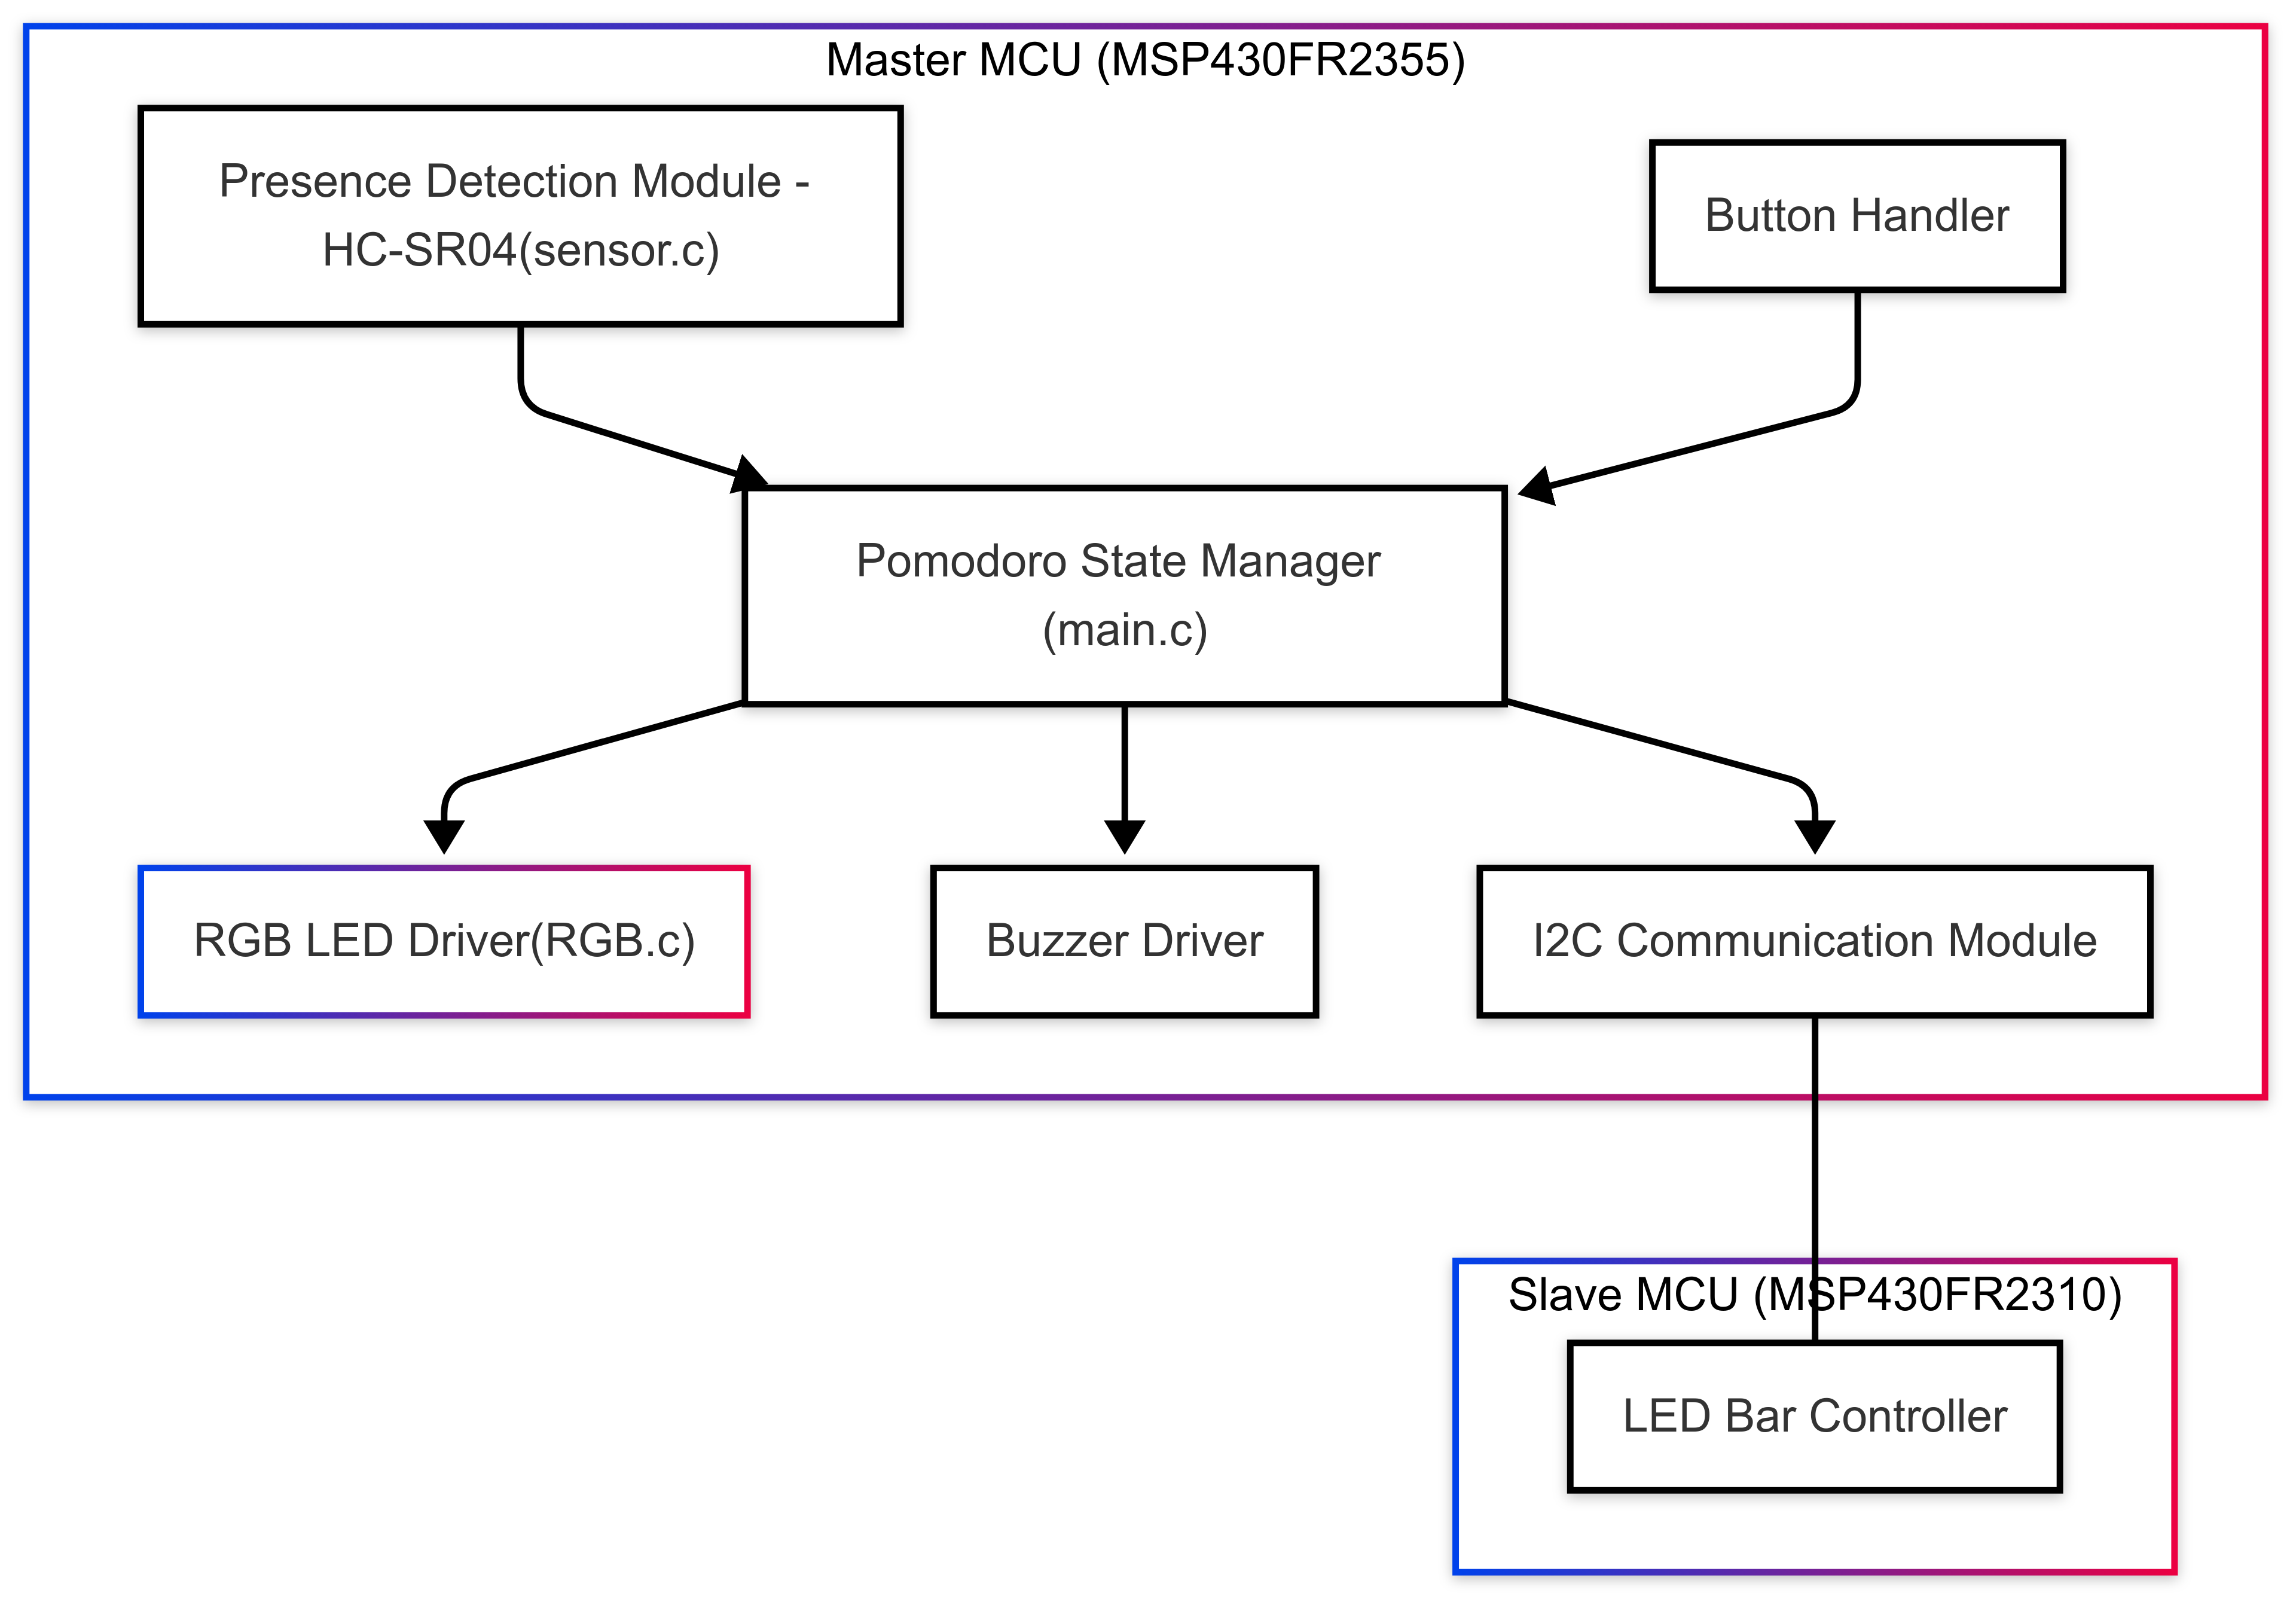 Master MCU (MSP430FR2355)
Presence Detection Module -
HC-SR04(sensor.c)
Button Handler
Pomodoro State Manager
(main.c)
RGB LED Driver(RGB.c)
Buzzer Driver
I2C Communication Module
Slave MCU (MSP430FR2310)
LED Bar Controller